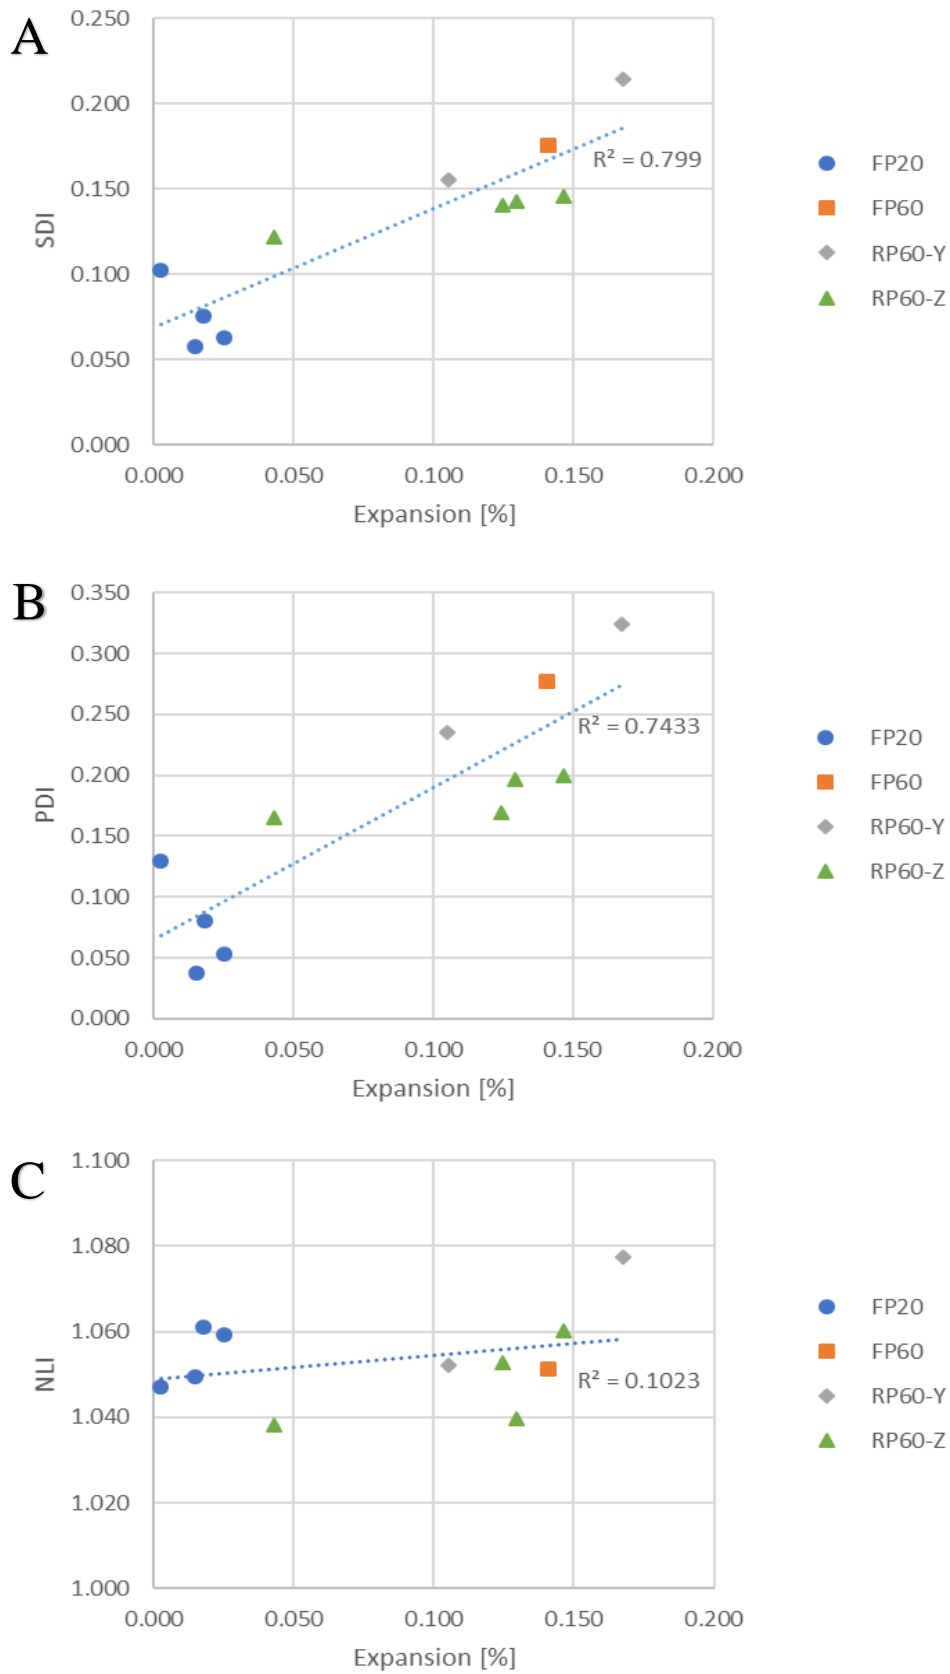 A
0.250
0.200
0.150
0.100
0.050
0.000
SDI
R² = 0.799
0.000 0.050 0.100 0.150 0.200
Expansion [%]
FP20
FP60
RP60-Y
RP60-Z
B
0.350
0.300
0.250
0.200
0.150
0.100
0.050
0.000
PDI
R² = 0.7433
0.000 0.050 0.100 0.150 0.200
Expansion [%]
FP20
FP60
RP60-Y
RP60-Z
C
1.100
1.080
1.060
1.040
1.020
1.000
NLI
R² = 0.1023
0.000 0.050 0.100 0.150 0.200
Expansion [%]
FP20
FP60
RP60-Y
RP60-Z